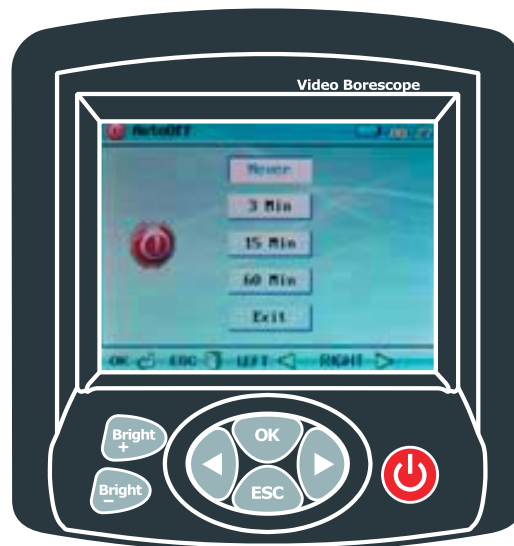 Video Borescope
AutoOFF
Never
3 Min
15 Min
60 Min
Exit
OK ESC LEFT RIGHT
Bright
+
OK
Bright
−
ESC